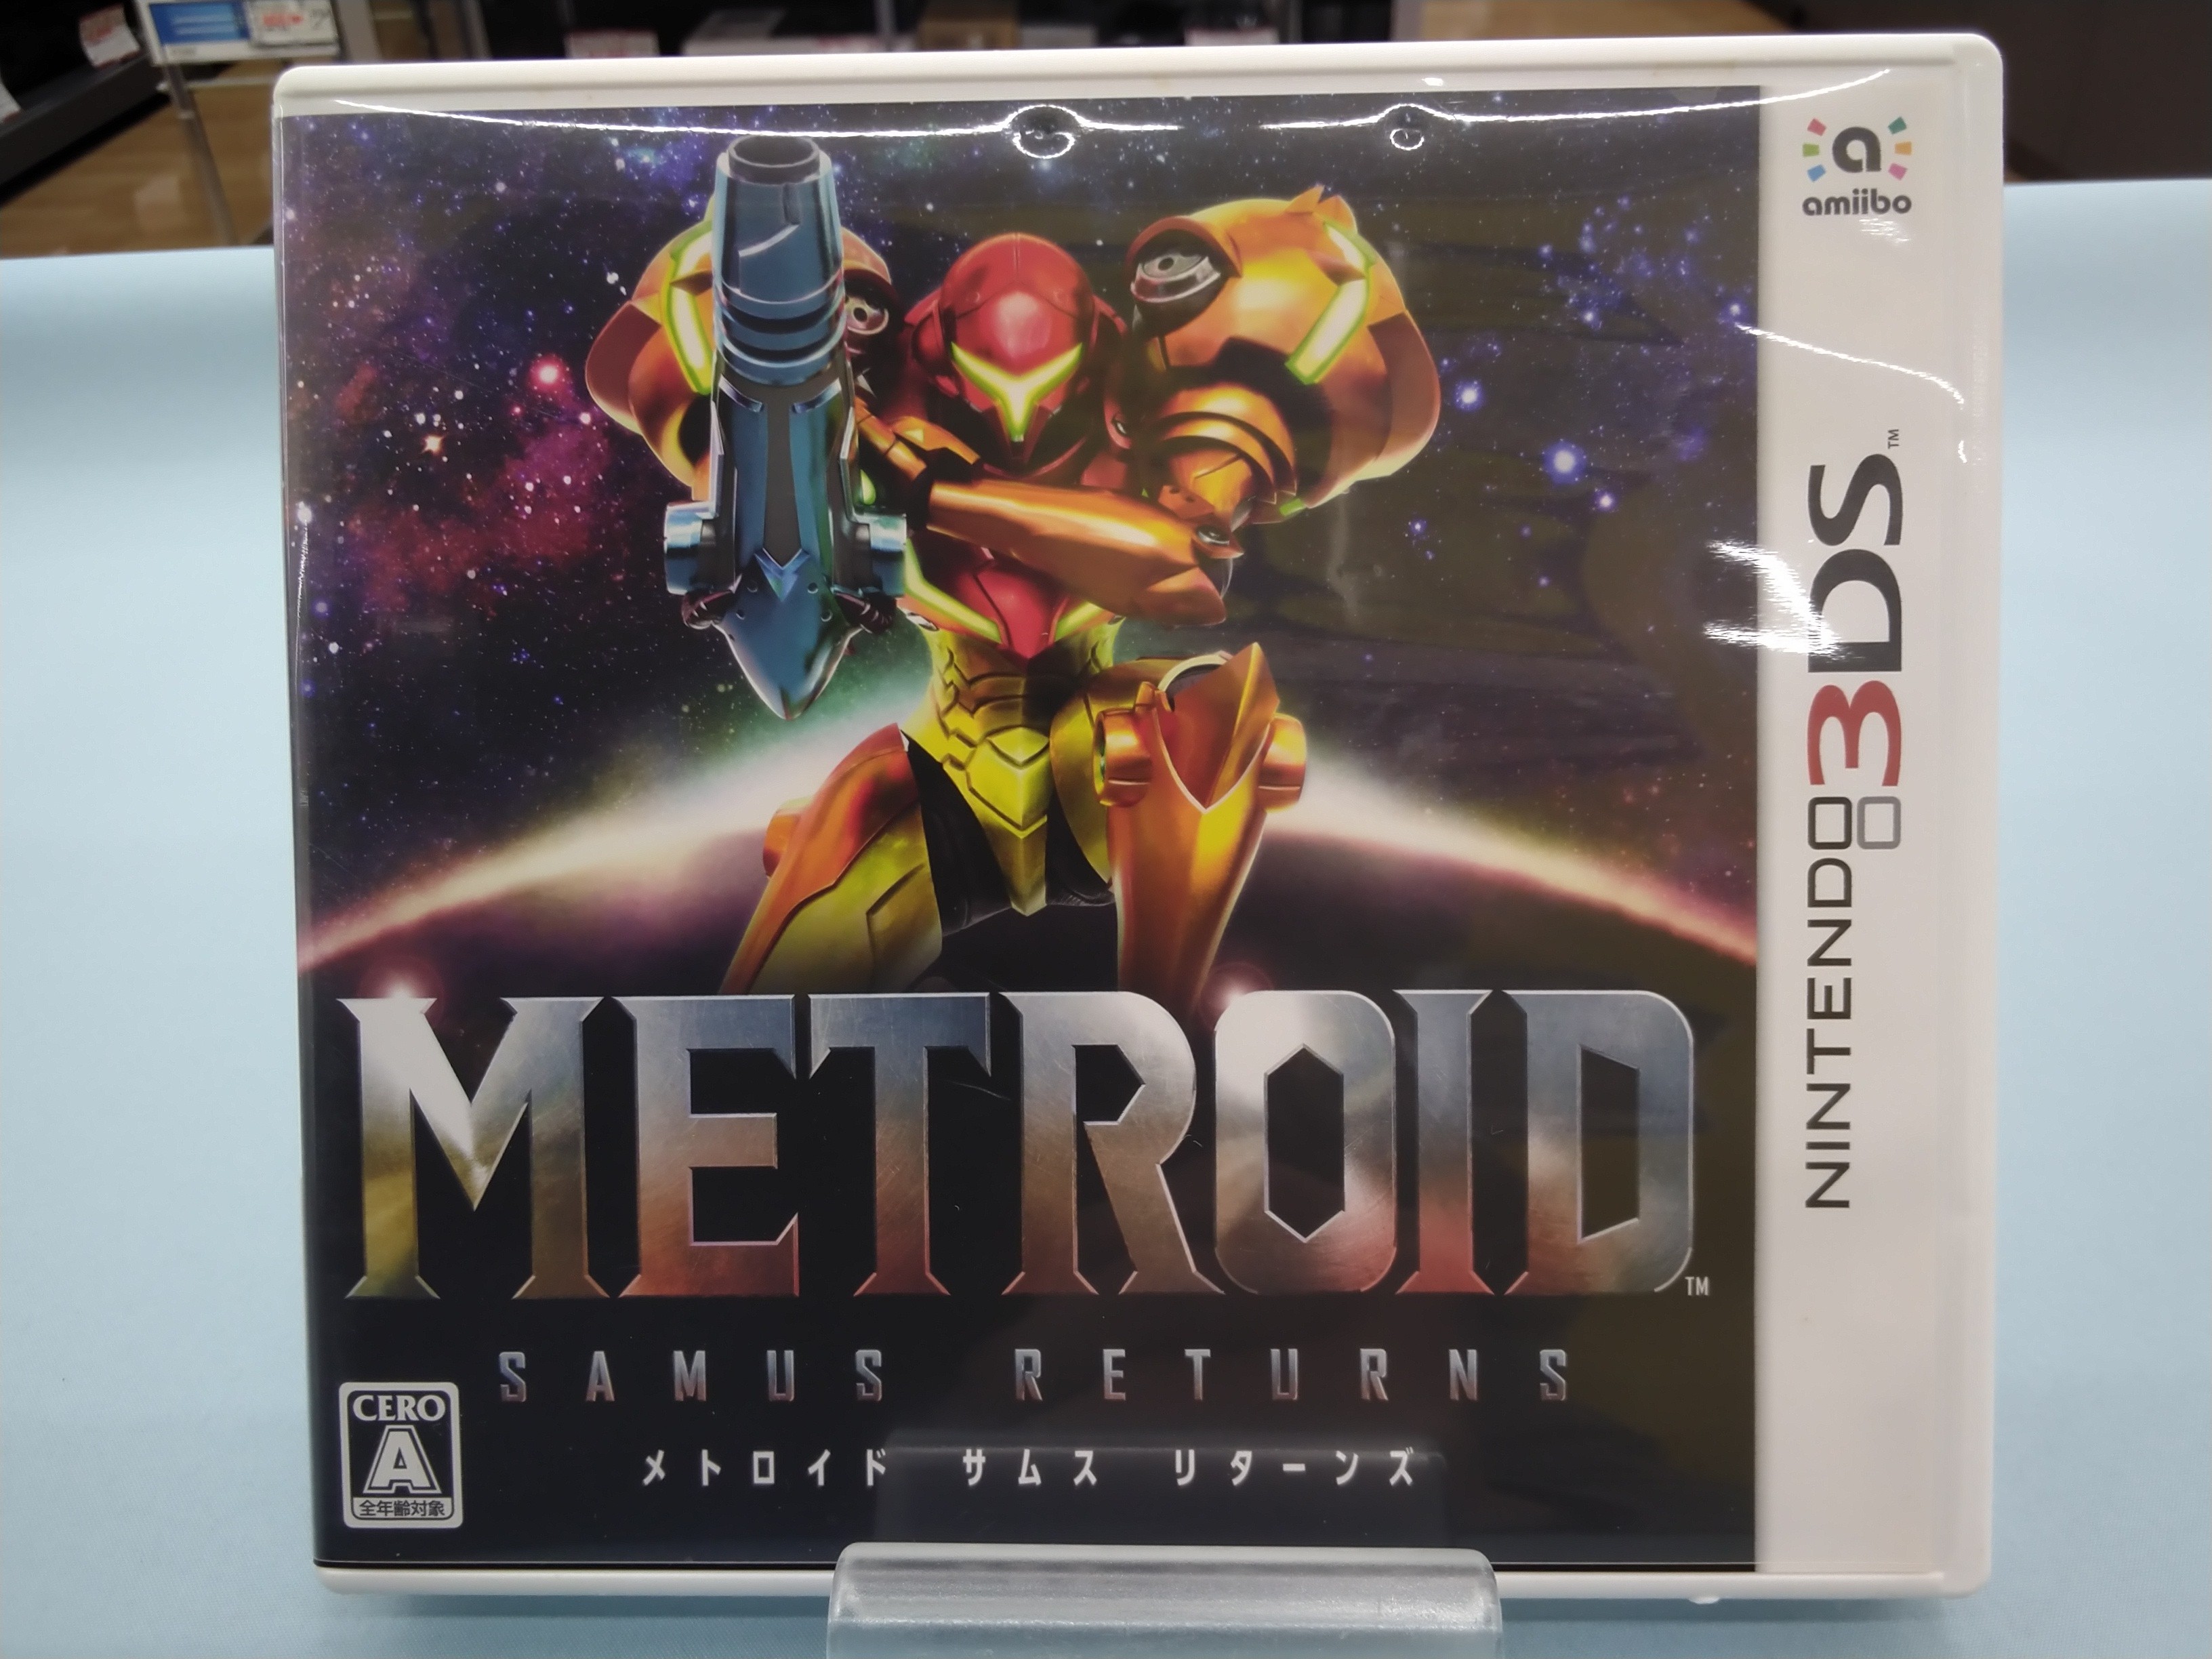 a
amiibo
NINTENDO 3DS™
METROID™
SAMUS RETURNS
メトロイド サムス リターンズ
CERO
A
全年齢対象